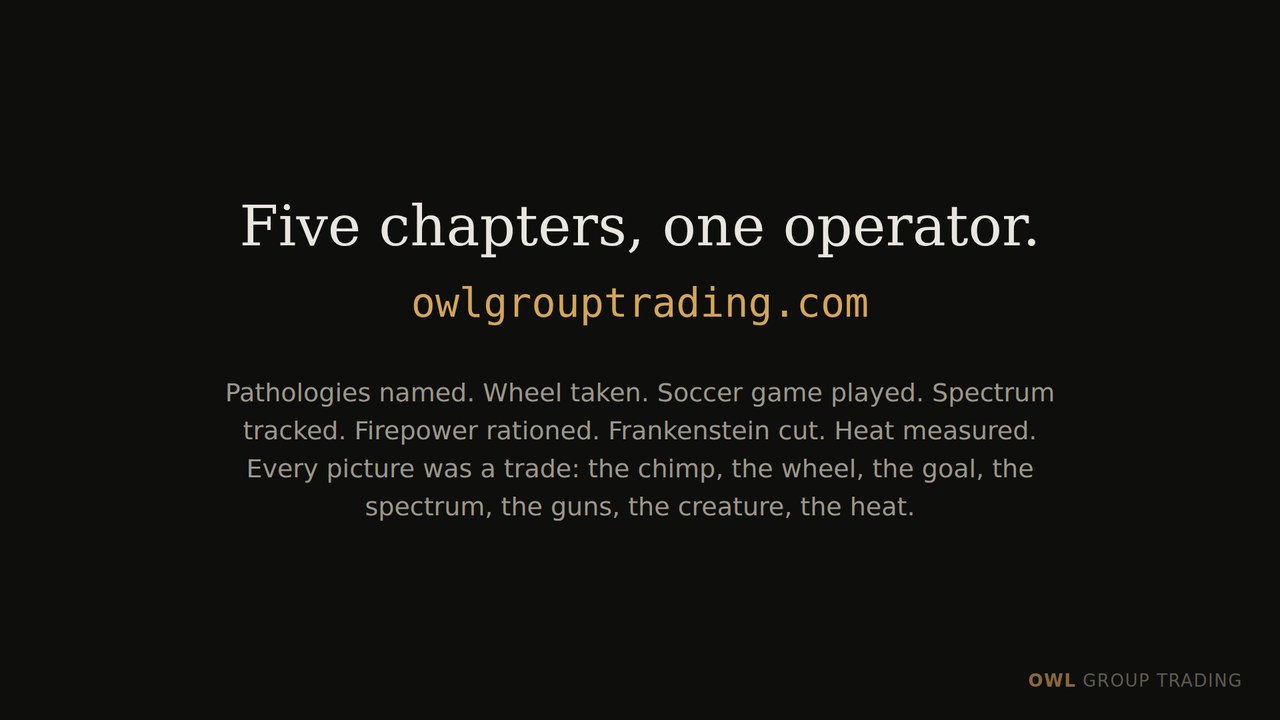 Five chapters, one operator.
owlgrouptrading.com
Pathologies named. Wheel taken. Soccer game played. Spectrum
tracked. Firepower rationed. Frankenstein cut. Heat measured.
Every picture was a trade: the chimp, the wheel, the goal, the
spectrum, the guns, the creature, the heat.
OWL GROUP TRADING